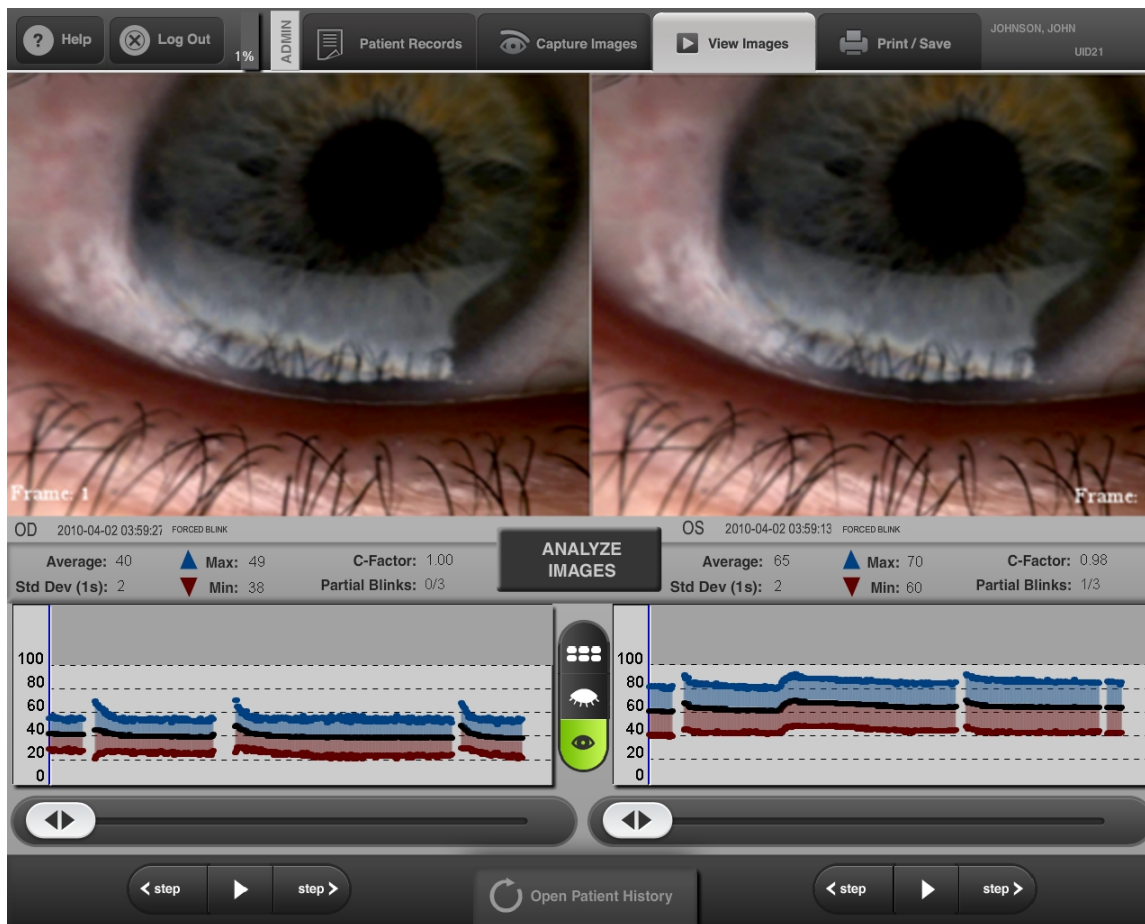 ? Help
Log Out
1%
ADMIN
Patient Records
Capture Images
View Images
Print / Save
JOHNSON, JOHN
UID21
Frame: 1
Frame:
OD 2010-04-02 03:59:27 FORCED BLINK
Average: 40 Max: 49 C-Factor: 1.00
Std Dev (1s): 2 Min: 38 Partial Blinks: 0/3
ANALYZE
IMAGES
OS 2010-04-02 03:59:13 FORCED BLINK
Average: 65 Max: 70 C-Factor: 0.98
Std Dev (1s): 2 Min: 60 Partial Blinks: 1/3
100
80
60
40
20
0
100
80
60
40
20
0
< step
step >
Open Patient History
< step
step >